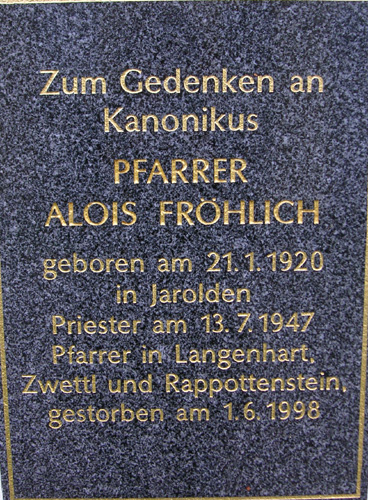 Zum Gedenken an
Kanonikus
PFARRER
ALOIS FRÖHLICH
geboren am 21.1.1920
in Jarolden
Priester am 13.7.1947
Pfarrer in Langenhart,
Zwettl und Rappottenstein,
gestorben am 1.6.1998